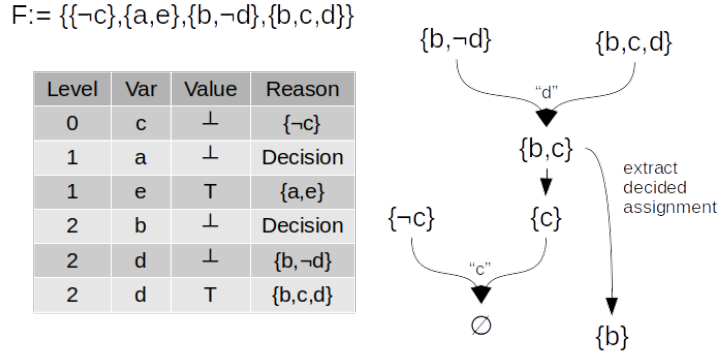 F:= {{¬c},{a,e},{b,¬d},{b,c,d}}
Level Var Value Reason
0 c ⊥ {¬c}
1 a ⊥ Decision
1 e T {a,e}
2 b ⊥ Decision
2 d ⊥ {b,¬d}
2 d T {b,c,d}
{b,¬d} {b,c,d}
“d”
{b,c}
extract
decided
assignment
{¬c} {c}
“c”
∅
{b}